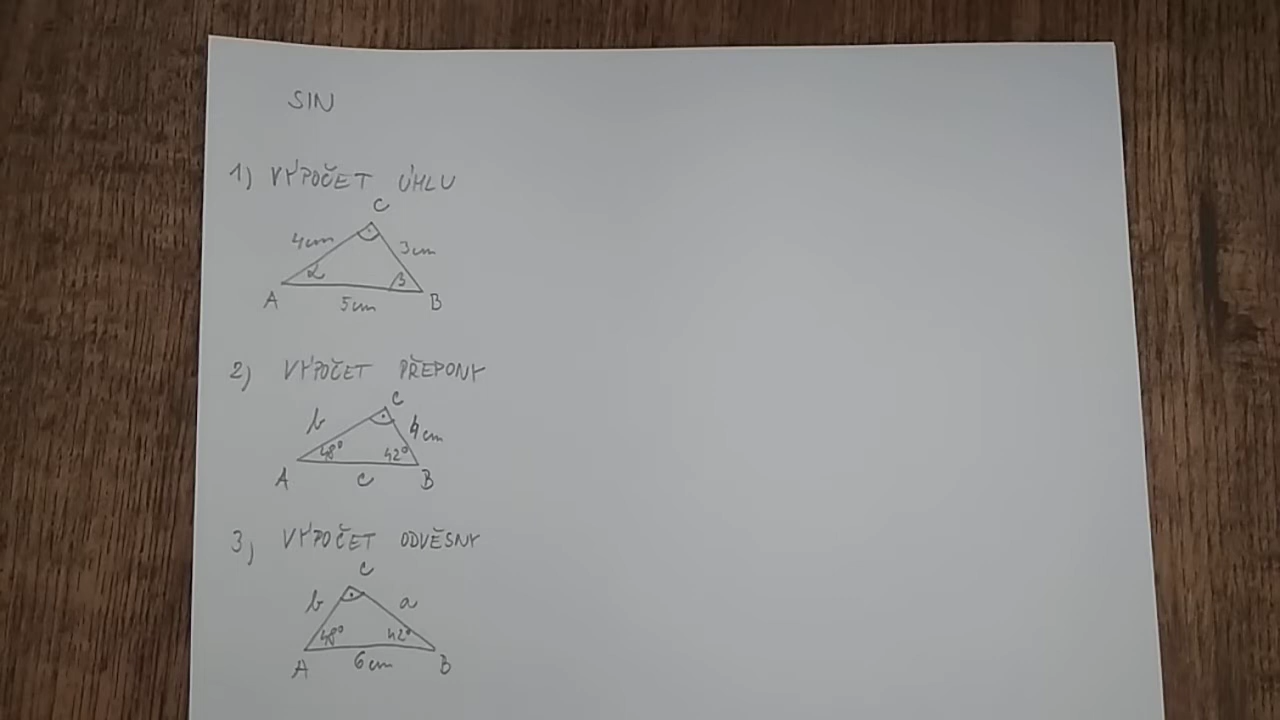 SIN
1) VÝPOČET ÚHLU
C
4cm 3cm
α β
A 5cm B
2) VÝPOČET PŘEPONY
C
b 4cm
48° 42°
A c B
3) VÝPOČET ODVĚSNY
C
b a
48° 42°
A 6cm B